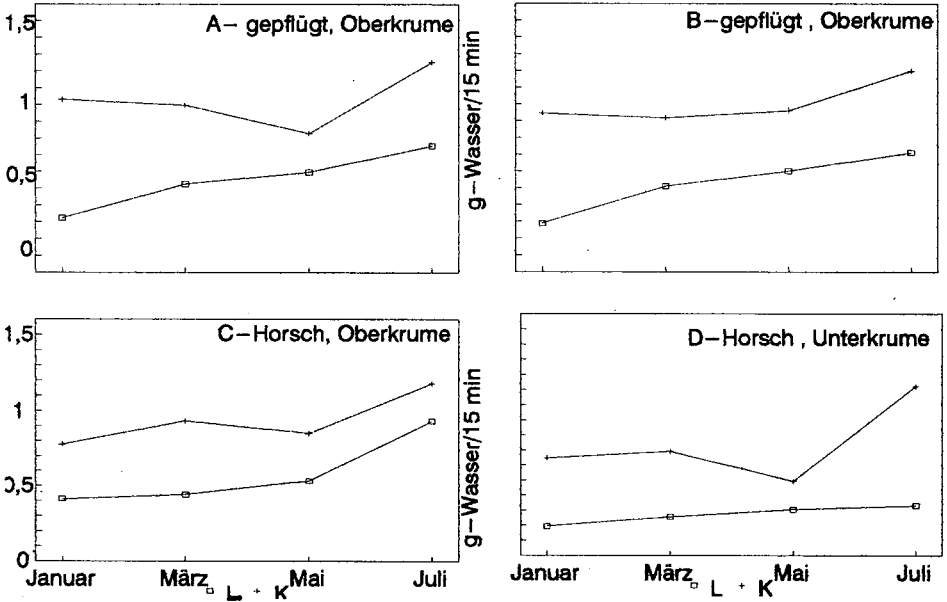 1,5
1
0,5
0
A- gepflügt, Oberkrume
g-Wasser/15 min
B-gepflügt , Oberkrume
1,5
1
0,5
0
C-Horsch, Oberkrume
g-Wasser/15 min
D-Horsch , Unterkrume
Januar März Mai Juli
L + K
Januar März Mai Juli
L + K